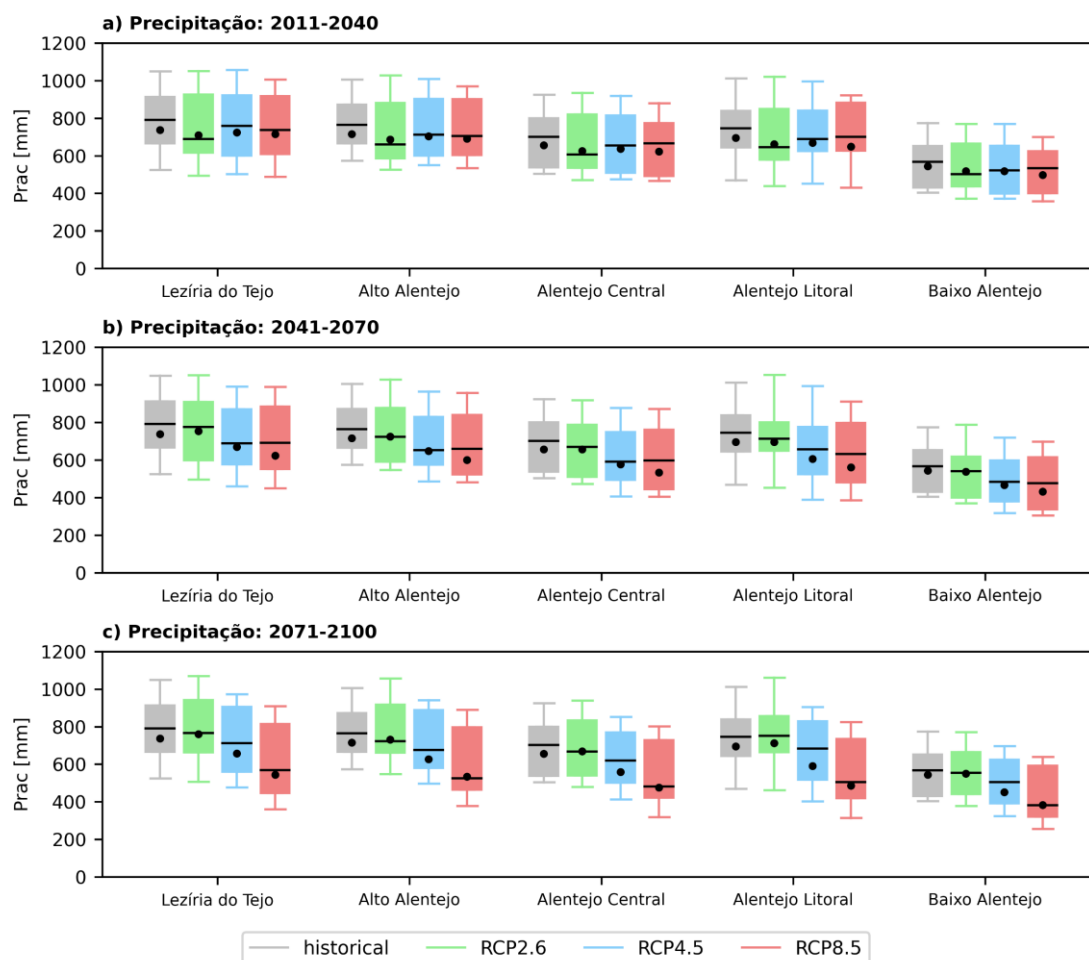 a) Precipitação: 2011-2040
1200
1000
800
600
400
200
0
Prac [mm]
Lezíria do Tejo Alto Alentejo Alentejo Central Alentejo Litoral Baixo Alentejo
b) Precipitação: 2041-2070
1200
1000
800
600
400
200
0
Prac [mm]
Lezíria do Tejo Alto Alentejo Alentejo Central Alentejo Litoral Baixo Alentejo
c) Precipitação: 2071-2100
1200
1000
800
600
400
200
0
Prac [mm]
Lezíria do Tejo Alto Alentejo Alentejo Central Alentejo Litoral Baixo Alentejo
historical RCP2.6 RCP4.5 RCP8.5